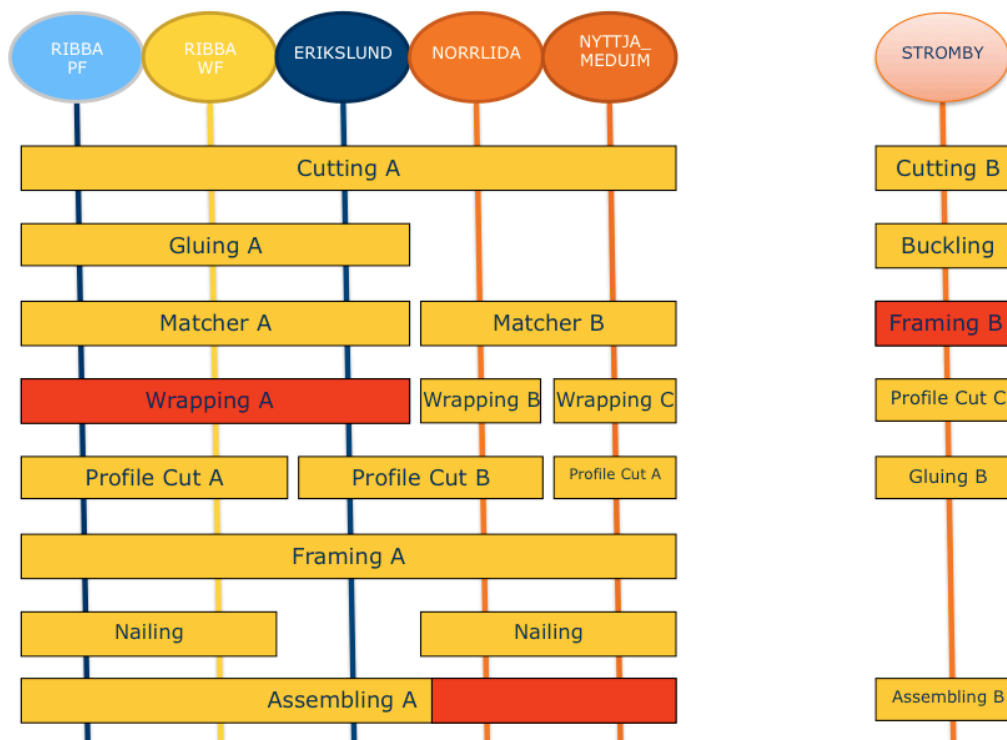 RIBBA
PF
RIBBA
WF
ERIKSLUND
NORRLIDA
NYTTJA_
MEDUIM
STROMBY
Cutting A
Cutting B
Gluing A
Buckling
Matcher A
Matcher B
Framing B
Wrapping A
Wrapping B
Wrapping C
Profile Cut C
Profile Cut A
Profile Cut B
Profile Cut A
Gluing B
Framing A
Nailing
Nailing
Assembling A
Assembling B